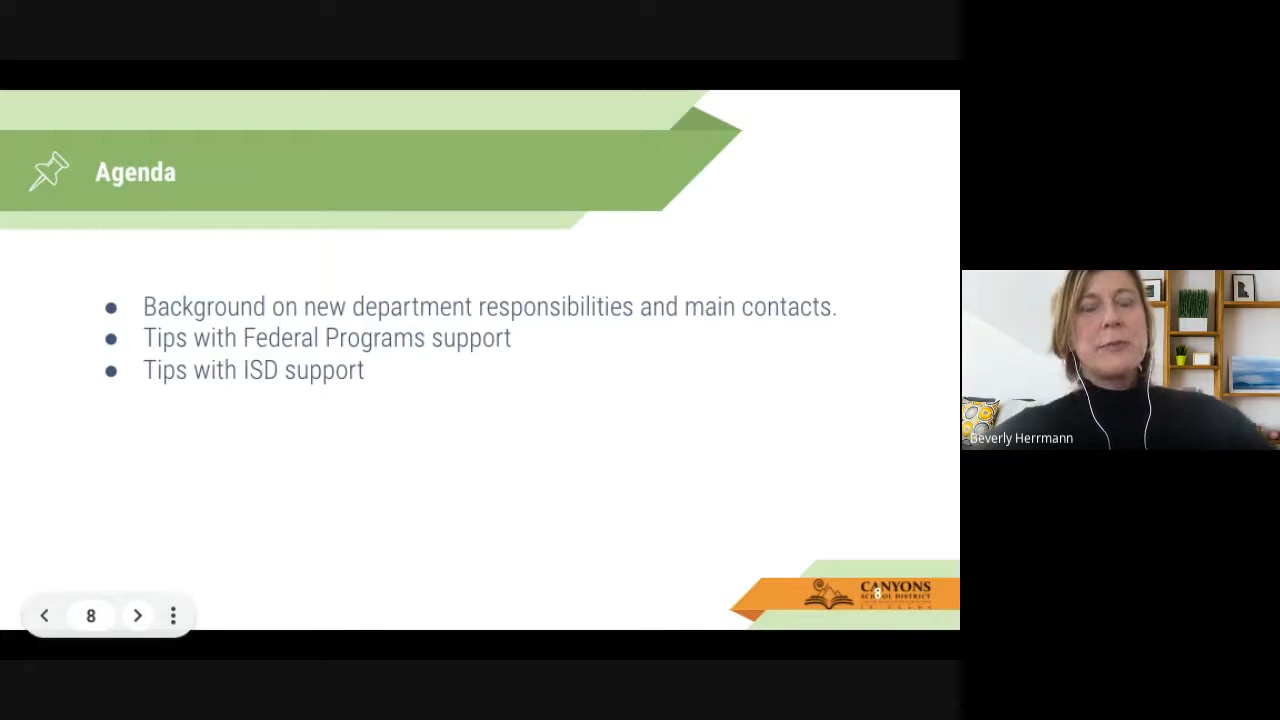 Agenda
● Background on new department responsibilities and main contacts.
● Tips with Federal Programs support
● Tips with ISD support
Beverly Herrmann
CANYONS
SCHOOL DISTRICT
8
8